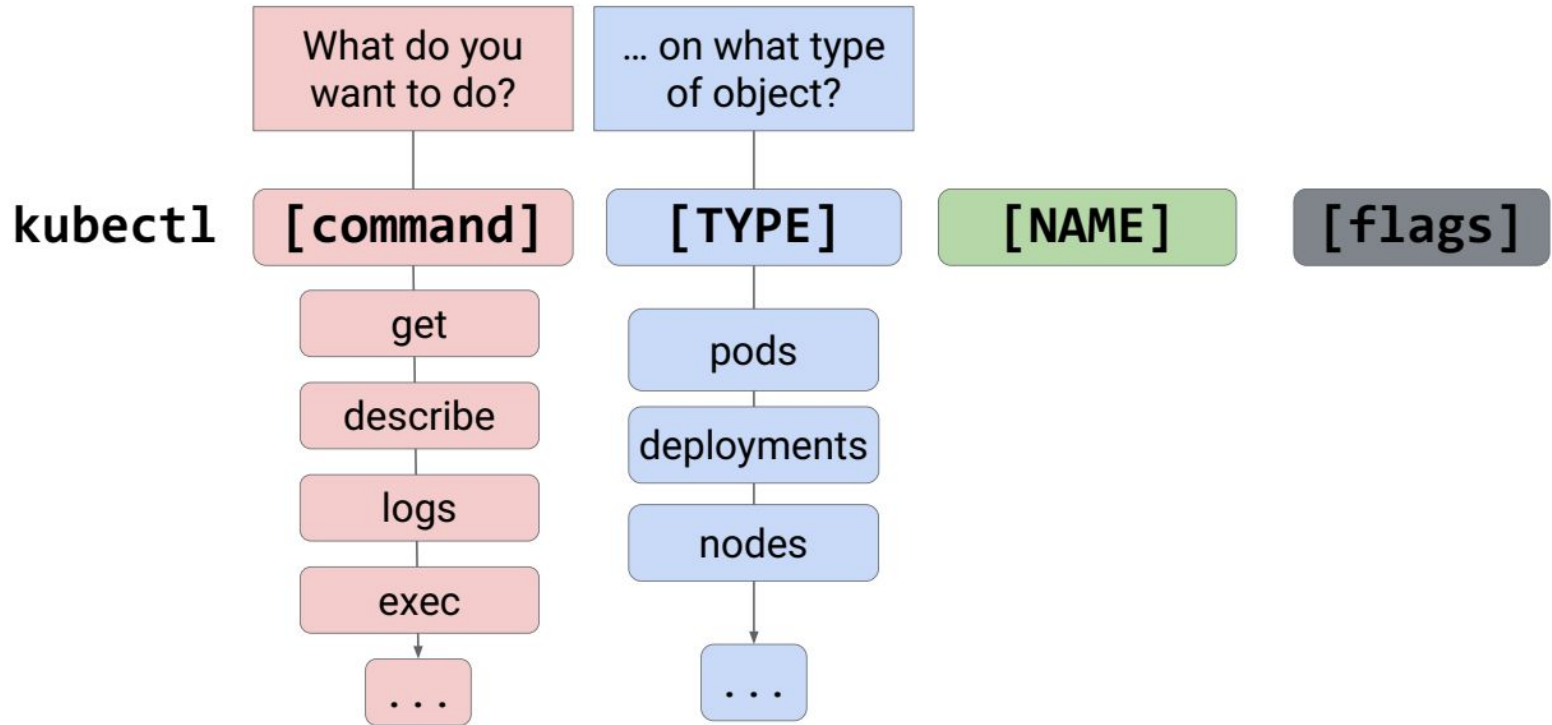 What do you
want to do?
... on what type
of object?
kubectl [command] [TYPE] [NAME] [flags]
get
describe
logs
exec
...
pods
deployments
nodes
...